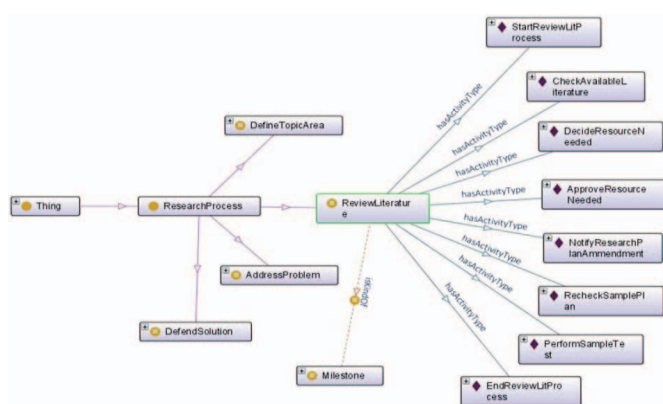 StartReviewLitP
rocess
hasActivityType
CheckAvailableL
iterature
hasActivityType
DefineTopicArea
DecideResourceN
eeded
hasActivityType
Thing
ResearchProcess
ReviewLiteratur
e
hasActivityType
ApproveResource
Needed
hasActivityType
NotifyResearchP
lanAmmendment
AddressProblem
hasActivityType
RecheckSamplePl
an
isKindOf
hasActivityType
DefendSolution
PerformSampleTe
st
hasActivityType
Milestone
EndReviewLitPro
cess